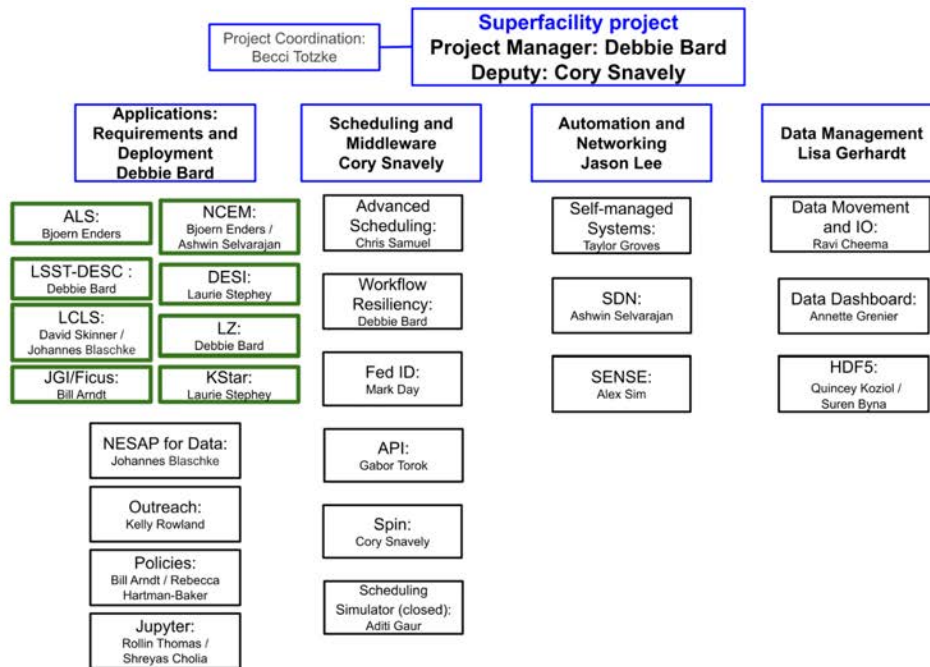 Superfacility project
Project Manager: Debbie Bard
Deputy: Cory Snavely
Project Coordination:
Becci Totzke
Applications:
Requirements and
Deployment
Debbie Bard
Scheduling and
Middleware
Cory Snavely
Automation and
Networking
Jason Lee
Data Management
Lisa Gerhardt
ALS:
Bjoern Enders
NCEM:
Bjoern Enders /
Ashwin Selvarajan
LSST-DESC :
Debbie Bard
DESI:
Laurie Stephey
LCLS:
David Skinner /
Johannes Blaschke
LZ:
Debbie Bard
JGI/Ficus:
Bill Arndt
KStar:
Laurie Stephey
NESAP for Data:
Johannes Blaschke
Outreach:
Kelly Rowland
Policies:
Bill Arndt / Rebecca
Hartman-Baker
Jupyter:
Rollin Thomas /
Shreyas Cholia
Advanced
Scheduling:
Chris Samuel
Workflow
Resiliency:
Debbie Bard
Fed ID:
Mark Day
API:
Gabor Torok
Spin:
Cory Snavely
Scheduling
Simulator (closed):
Aditi Gaur
Self-managed
Systems:
Taylor Groves
SDN:
Ashwin Selvarajan
SENSE:
Alex Sim
Data Movement
and IO:
Ravi Cheema
Data Dashboard:
Annette Grenier
HDF5:
Quincey Koziol /
Suren Byna